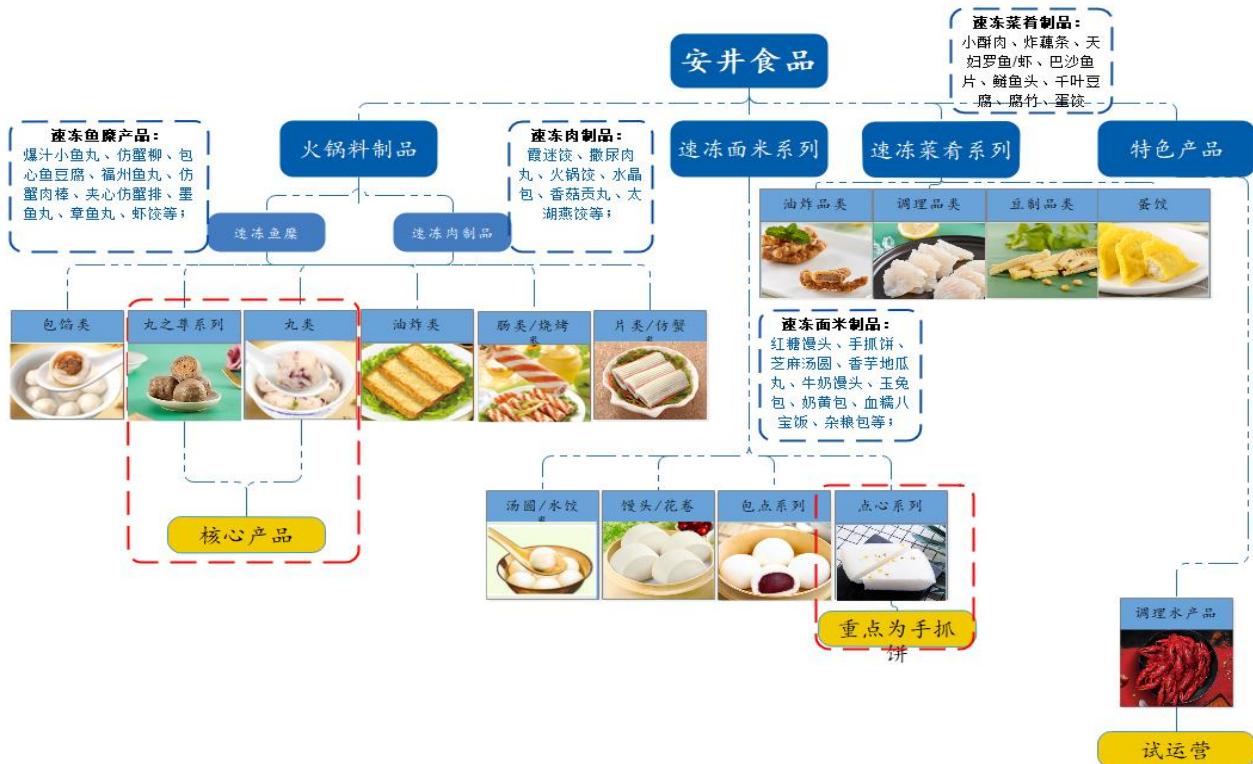 安井食品
速冻菜肴制品：
小酥肉、炸藕条、天
妇罗鱼/虾、巴沙鱼
片、鲢鱼头、千叶豆
腐、腐竹、蛋饺
速冻鱼糜产品：
爆汁小鱼丸、仿蟹柳、包
心鱼豆腐、福州鱼丸、仿
蟹肉棒、夹心仿蟹排、墨
鱼丸、章鱼丸、虾饺等；
火锅料制品
速冻肉制品：
霞迷饺、撒尿肉
丸、火锅饺、水晶
包、香菇贡丸、太
湖燕饺等；
速冻面米系列
速冻菜肴系列
特色产品
速冻鱼糜
速冻肉制品
油炸品类
调理品类
豆制品类
蛋饺
包馅类
丸之尊系列
丸类
油炸类
肠类/烧烤
片类/仿蟹
速冻面米制品：
红糖馒头、手抓饼、
芝麻汤圆、香芋地瓜
丸、牛奶馒头、玉兔
包、奶黄包、血糯八
宝饭、杂粮包等；
核心产品
汤圆/水饺
馒头/花卷
包点系列
点心系列
重点为手抓
饼
调理水产品
试运营